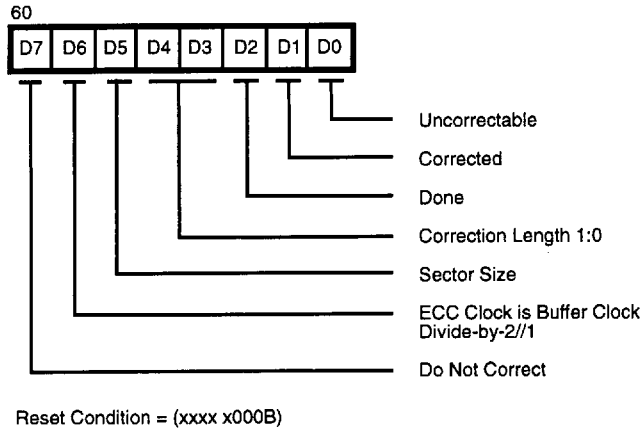 60
D7 D6 D5 D4 D3 D2 D1 D0
Uncorrectable
Corrected
Done
Correction Length 1:0
Sector Size
ECC Clock is Buffer Clock
Divide-by-2//1
Do Not Correct
Reset Condition = (xxxx x000B)